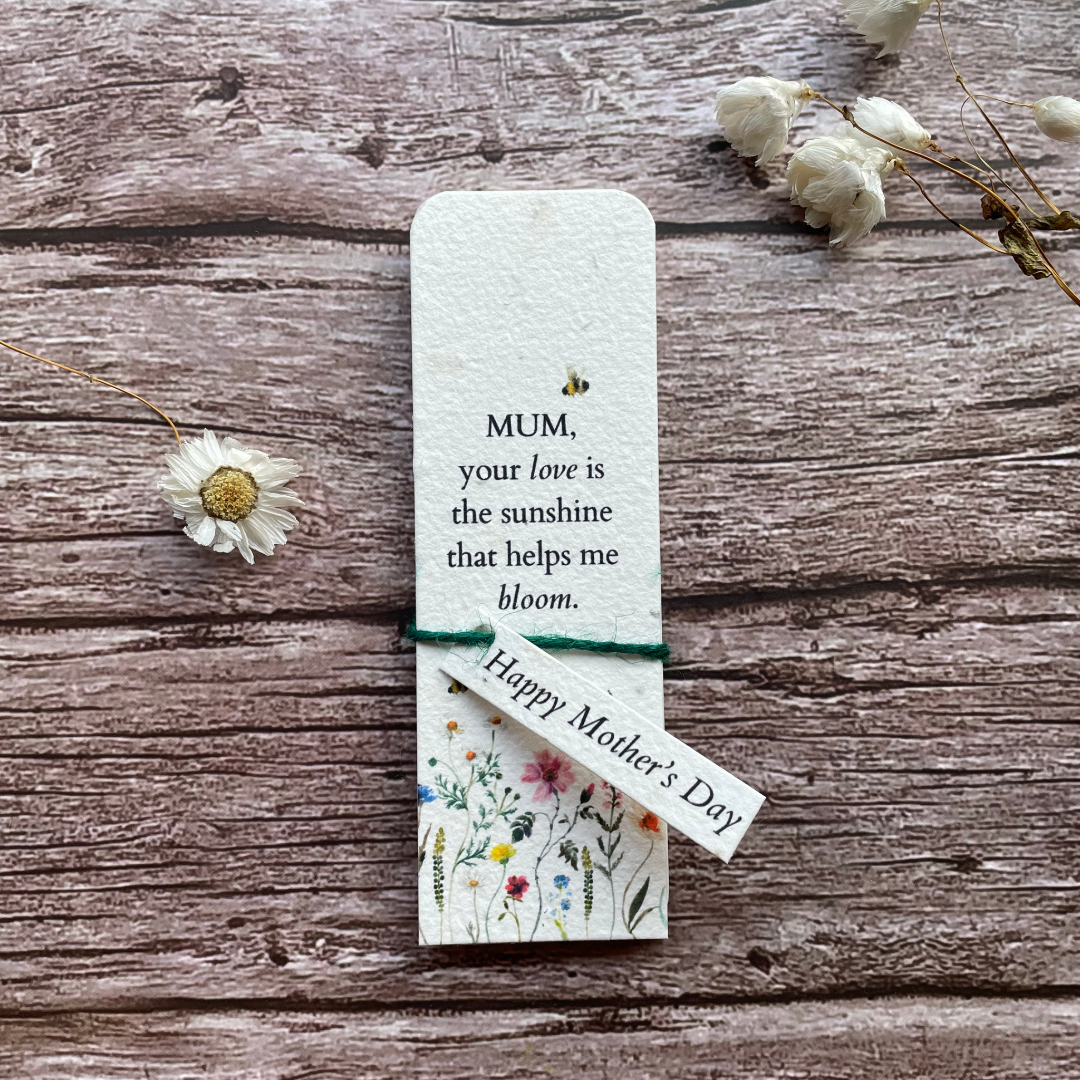 MUM,
your love is
the sunshine
that helps me
bloom.
Happy Mother's Day